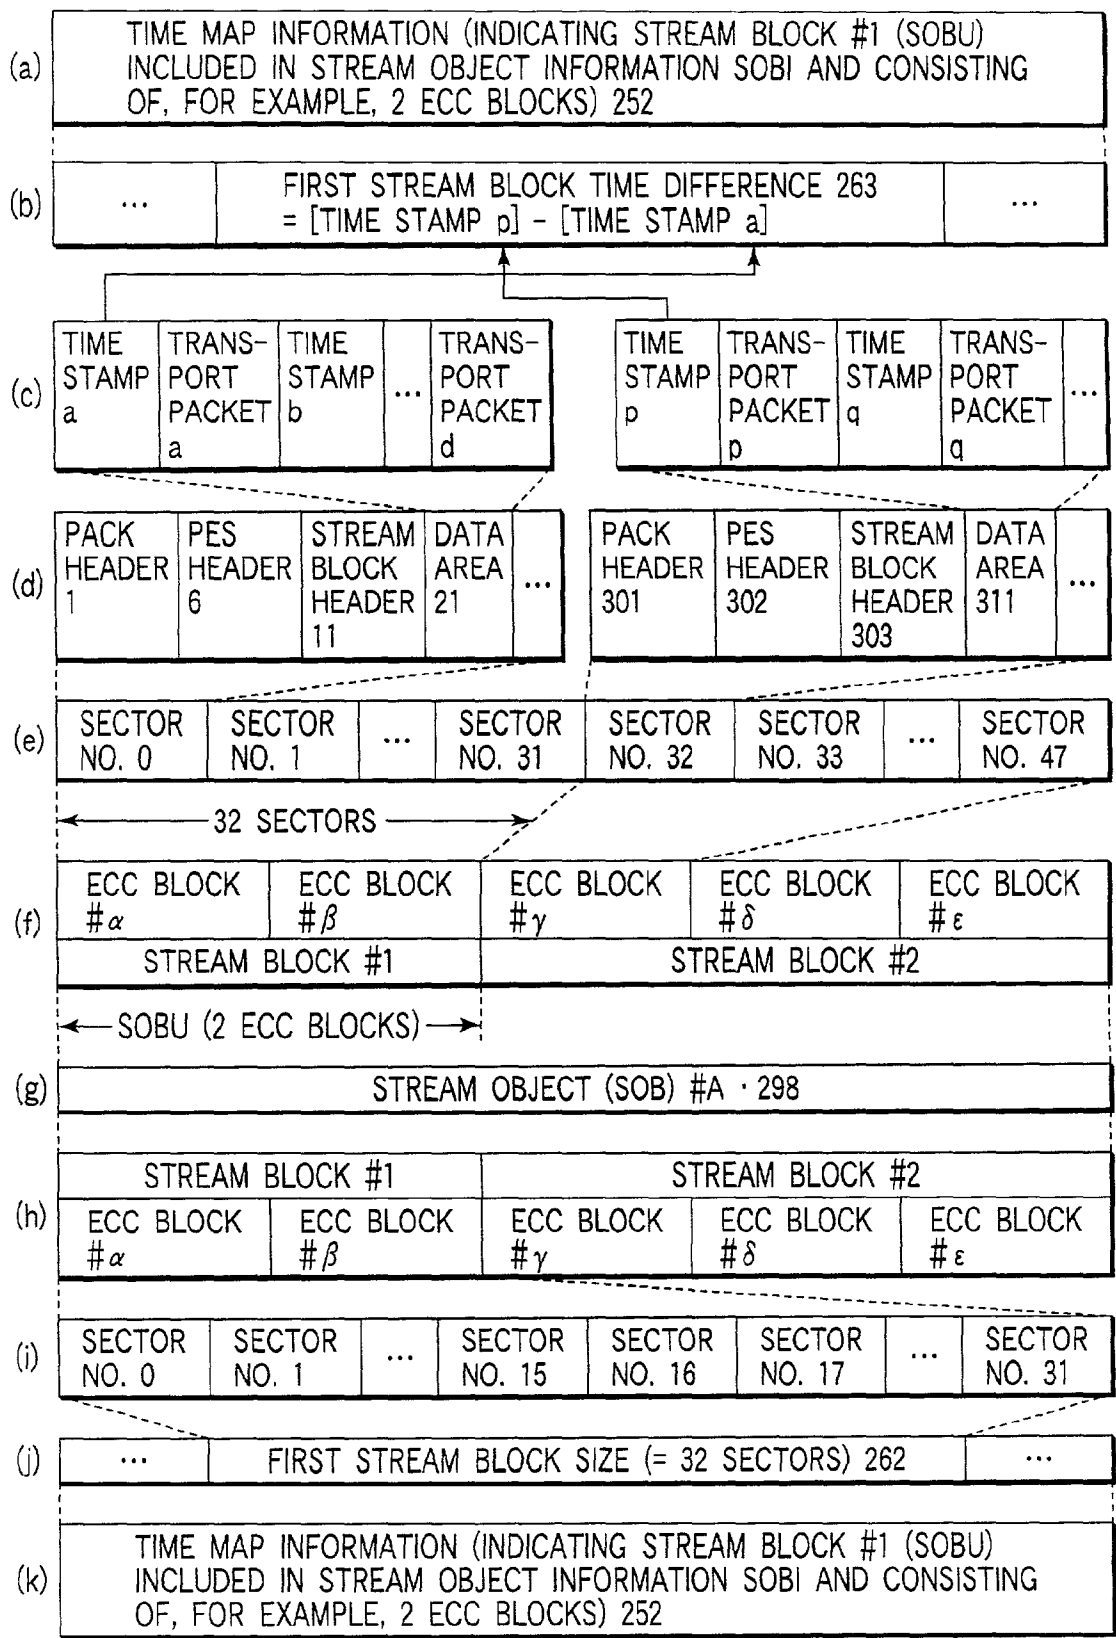 (a) TIME MAP INFORMATION (INDICATING STREAM BLOCK #1 (SOBU)
INCLUDED IN STREAM OBJECT INFORMATION SOBI AND CONSISTING
OF, FOR EXAMPLE, 2 ECC BLOCKS) 252
(b) ... FIRST STREAM BLOCK TIME DIFFERENCE 263 ...
= [TIME STAMP p] - [TIME STAMP a]
(c)
TIME STAMP a
TRANS-
PORT
PACKET
a
TIME
STAMP
b
...
TRANS-
PORT
PACKET
d
TIME
STAMP
p
TRANS-
PORT
PACKET
p
TIME
STAMP
q
TRANS-
PORT
PACKET
q
...
(d)
PACK
HEADER
1
PES
HEADER
6
STREAM
BLOCK
HEADER
11
DATA
AREA
21
...
PACK
HEADER
301
PES
HEADER
302
STREAM
BLOCK
HEADER
303
DATA
AREA
311
...
(e)
SECTOR
NO. 0
SECTOR
NO. 1
...
SECTOR
NO. 31
SECTOR
NO. 32
SECTOR
NO. 33
...
SECTOR
NO. 47
32 SECTORS
(f)
ECC BLOCK
#α
ECC BLOCK
#β
ECC BLOCK
#γ
ECC BLOCK
#δ
ECC BLOCK
#ε
STREAM BLOCK #1
STREAM BLOCK #2
SOBU (2 ECC BLOCKS)
(g) STREAM OBJECT (SOB) #A · 298
(h)
STREAM BLOCK #1
STREAM BLOCK #2
ECC BLOCK
#α
ECC BLOCK
#β
ECC BLOCK
#γ
ECC BLOCK
#δ
ECC BLOCK
#ε
(i)
SECTOR
NO. 0
SECTOR
NO. 1
...
SECTOR
NO. 15
SECTOR
NO. 16
SECTOR
NO. 17
...
SECTOR
NO. 31
(j) ... FIRST STREAM BLOCK SIZE (= 32 SECTORS) 262 ...
(k) TIME MAP INFORMATION (INDICATING STREAM BLOCK #1 (SOBU)
INCLUDED IN STREAM OBJECT INFORMATION SOBI AND CONSISTING
OF, FOR EXAMPLE, 2 ECC BLOCKS) 252